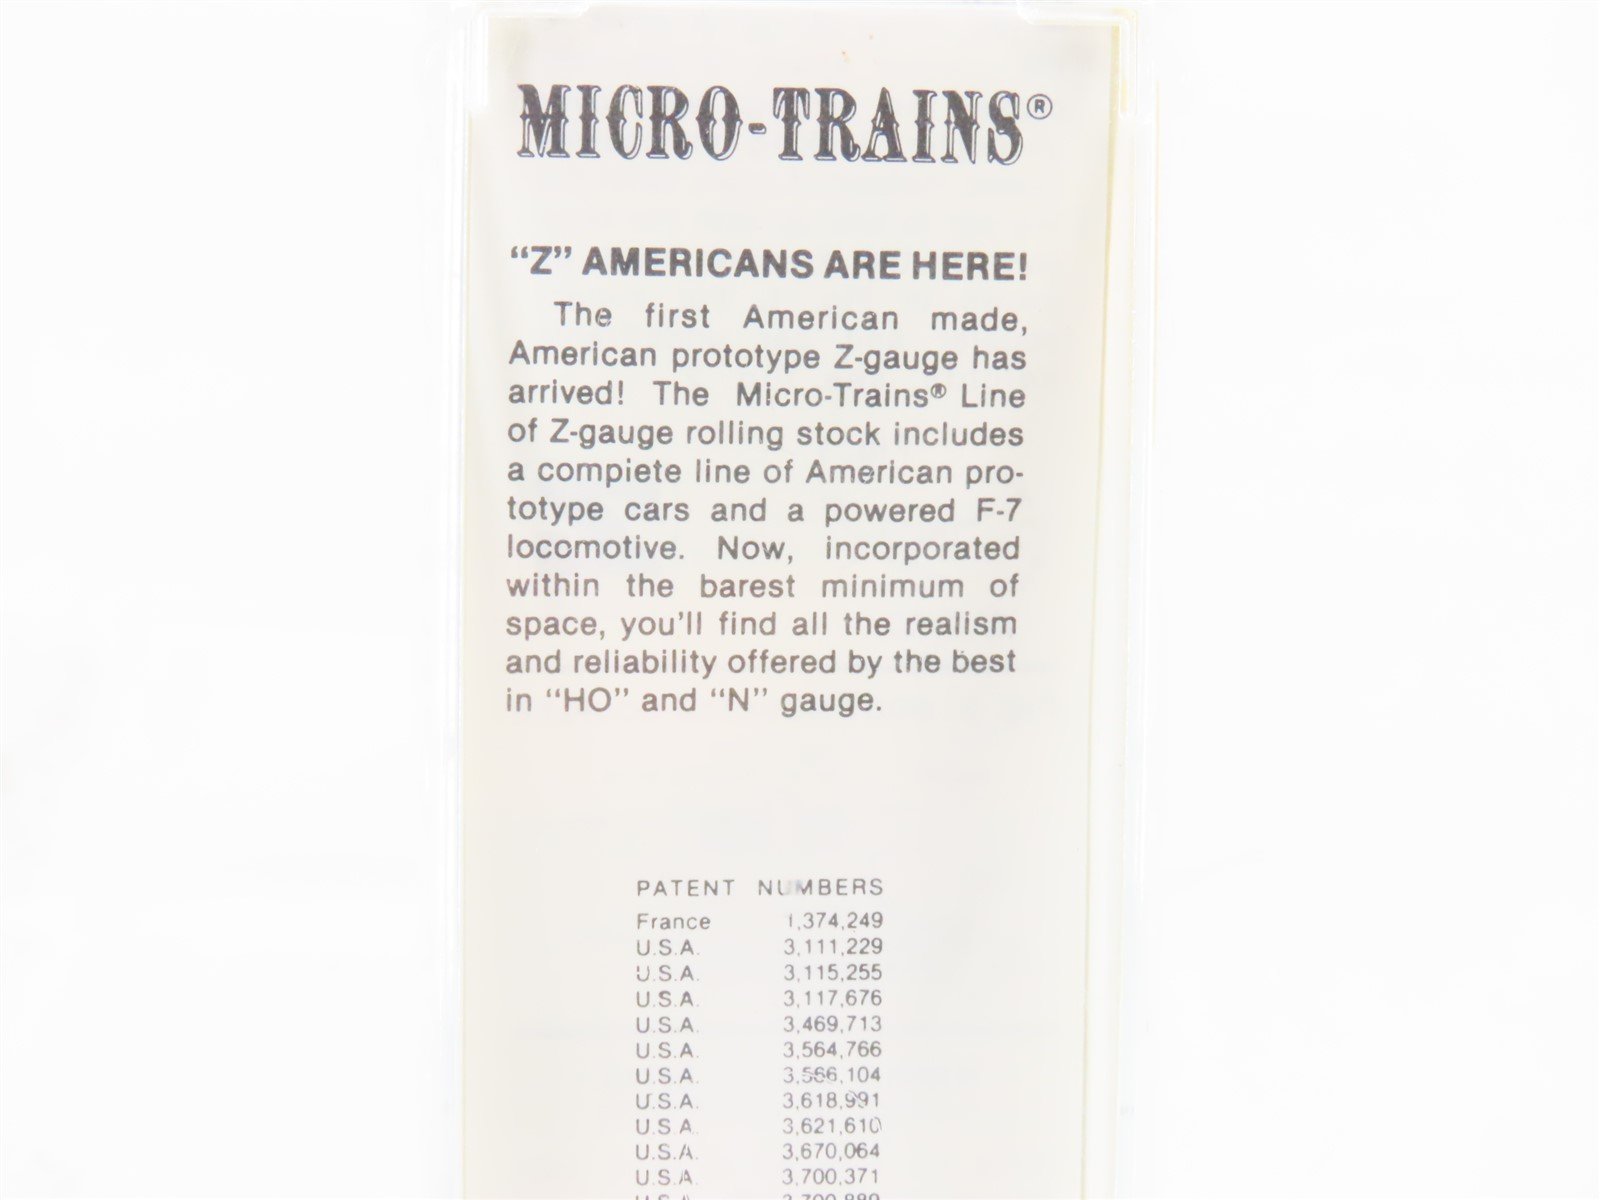 MICRO-TRAINS®
“Z” AMERICANS ARE HERE!
The first American made,
American prototype Z-gauge has
arrived! The Micro-Trains® Line
of Z-gauge rolling stock includes
a compiete line of American pro-
totype cars and a powered F-7
locomotive. Now, incorporated
within the barest minimum of
space, you'll find all the realism
and reliability offered by the best
in “HO” and “N” gauge.
PATENT NUMBERS
France 1,374,249
U.S.A. 3,111,229
U.S.A. 3,115,255
U.S.A. 3,117,676
U.S.A. 3,469,713
U.S.A. 3,564,766
U.S.A. 3,566,104
U.S.A. 3,618,991
U.S.A. 3,621,610
U.S.A. 3,670,064
U.S.A. 3,700,371